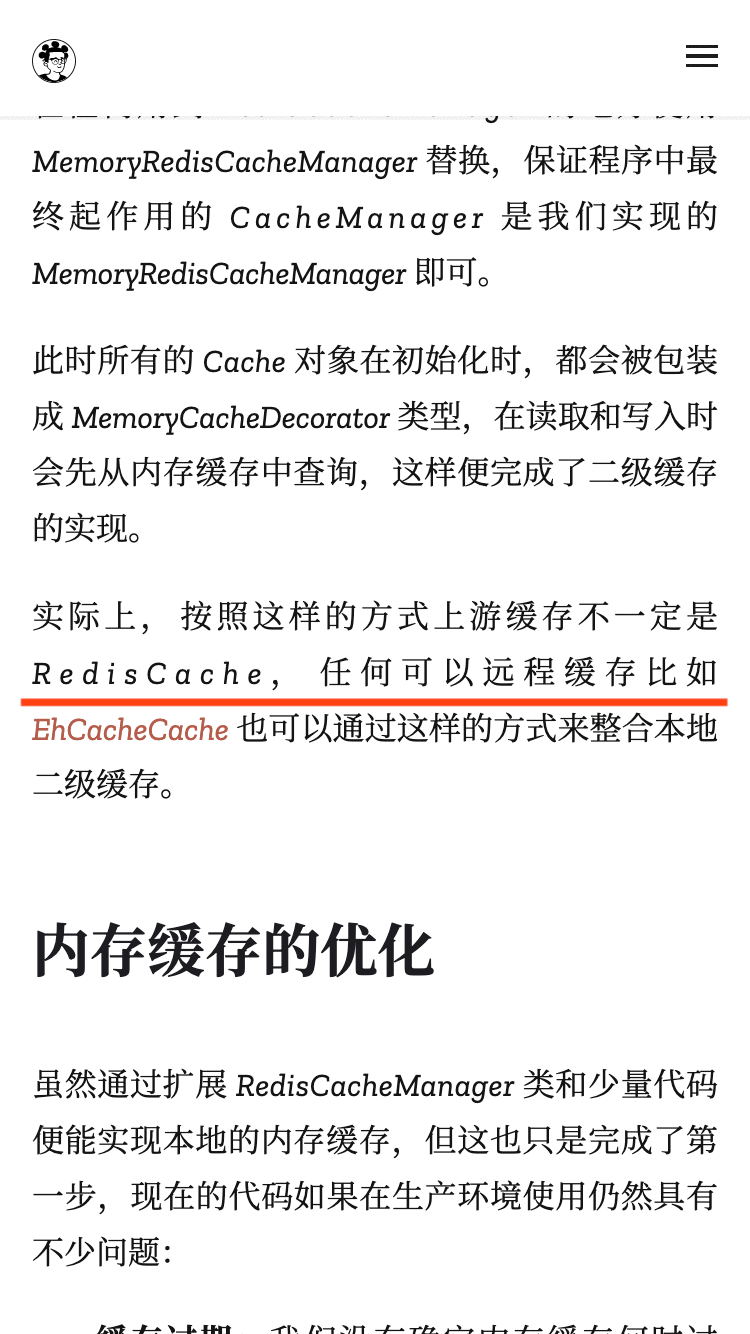 MemoryRedisCacheManager 替换，保证程序中最
终起作用的 CacheManager 是我们实现的
MemoryRedisCacheManager 即可。
此时所有的 Cache 对象在初始化时，都会被包装
成 MemoryCacheDecorator 类型，在读取和写入时
会先从内存缓存中查询，这样便完成了二级缓存
的实现。
实际上，按照这样的方式上游缓存不一定是
RedisCache，任何可以远程缓存比如
EhCacheCache 也可以通过这样的方式来整合本地
二级缓存。
内存缓存的优化
虽然通过扩展 RedisCacheManager 类和少量代码
便能实现本地的内存缓存，但这也只是完成了第
一步，现在的代码如果在生产环境使用仍然具有
不少问题：